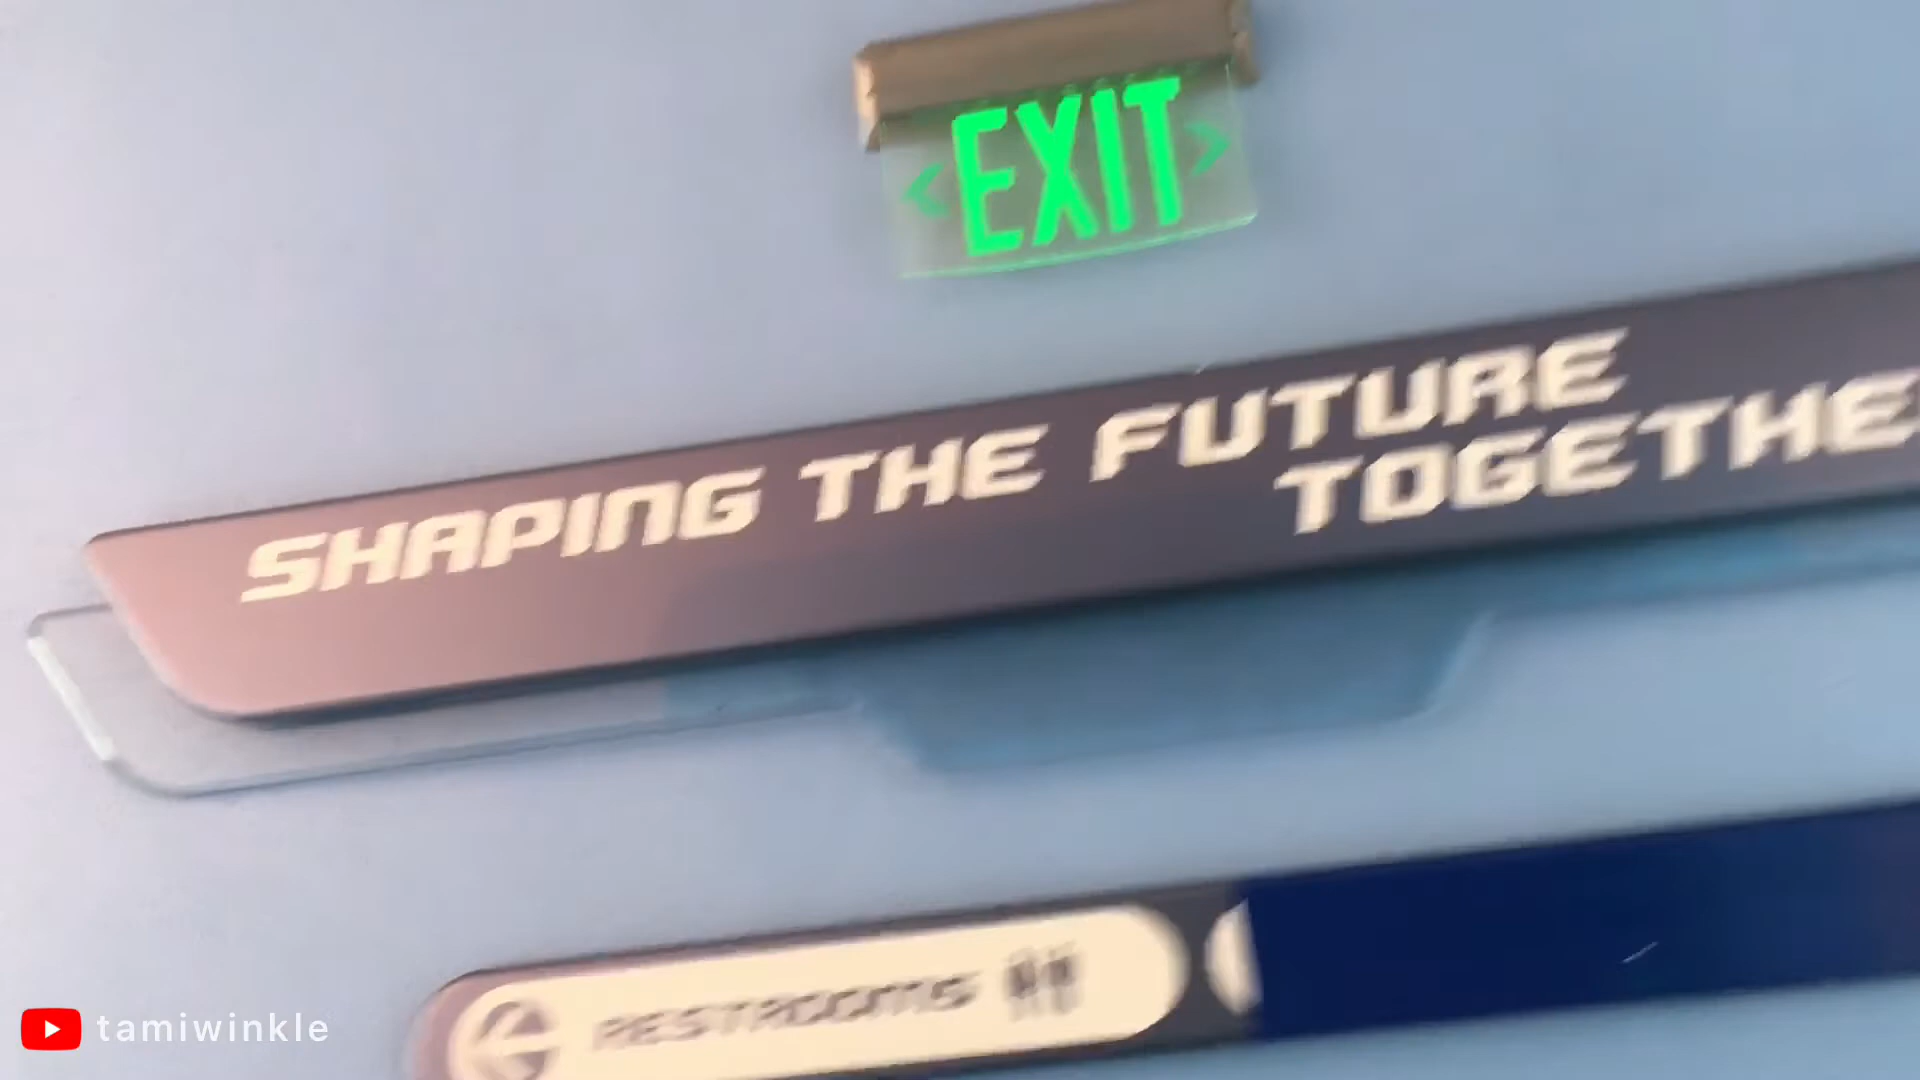 EXIT
SHAPING THE FUTURE
TOGETHE
RESTROOMS
tamiwinkle